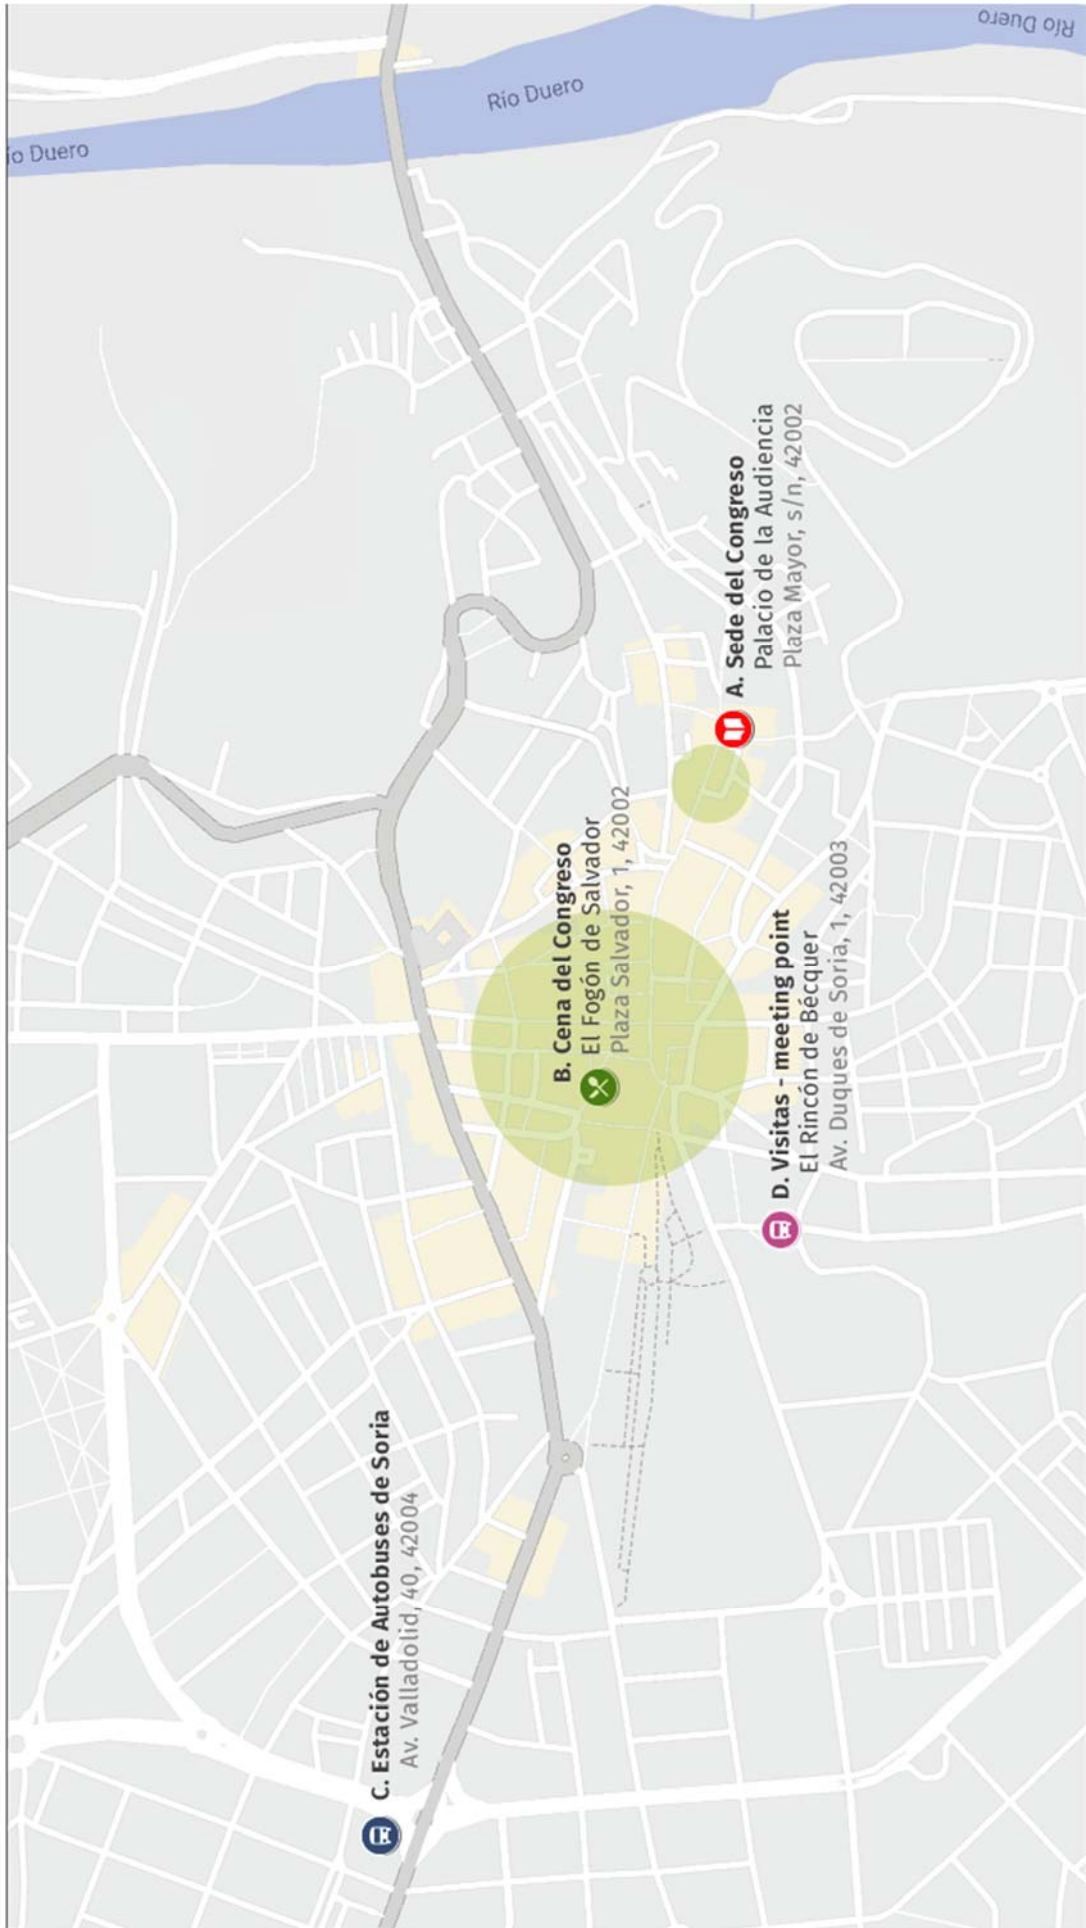 C. Estación de Autobuses de Soria
Av. Valladolid, 40, 42004
B. Cena del Congreso
El Fogón de Salvador
Plaza Salvador, 1, 42002
A. Sede del Congreso
Palacio de la Audiencia
Plaza Mayor, s/n, 42002
D. Visitas - meeting point
El Rincón de Bécquer
Av. Duques de Soria, 1, 42003
ío Duero
Río Duero
Río Duero